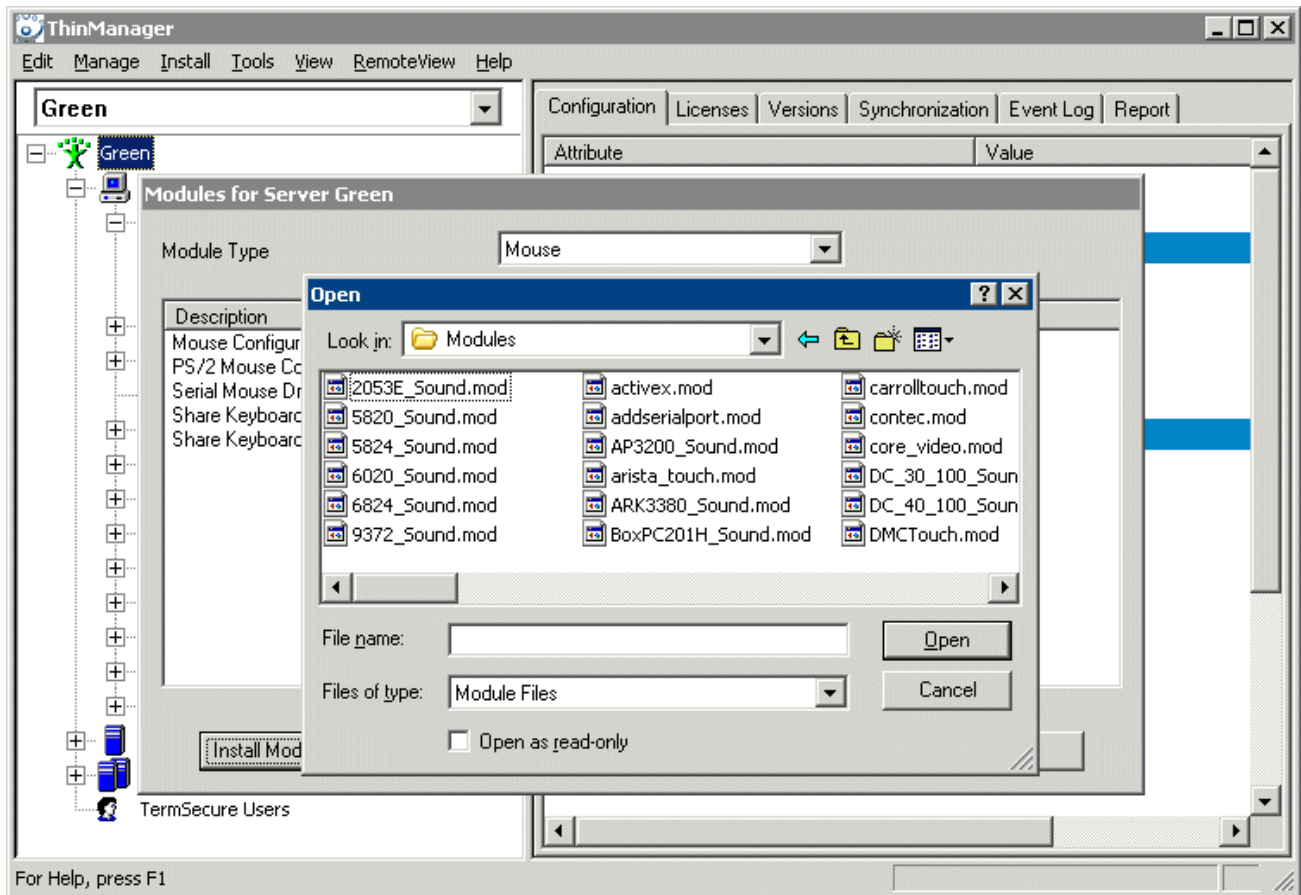 ThinManager
Edit Manage Install Tools View RemoteView Help
Green
Configuration Licenses Versions Synchronization Event Log Report
Green
Attribute Value
Modules for Server Green
Module Type Mouse
Open
Description
Look in: Modules
Mouse Configur
PS/2 Mouse Co
Serial Mouse Dr
Share Keyboard
Share Keyboard
2053E_Sound.mod activex.mod carrolltouch.mod
5820_Sound.mod addserialport.mod contec.mod
5824_Sound.mod AP3200_Sound.mod core_video.mod
6020_Sound.mod arista_touch.mod DC_30_100_Soun
6824_Sound.mod ARK3380_Sound.mod DC_40_100_Soun
9372_Sound.mod BoxPC201H_Sound.mod DMCTouch.mod
File name: Open
Files of type: Module Files Cancel
Open as read-only
Install Mod
TermSecure Users
For Help, press F1